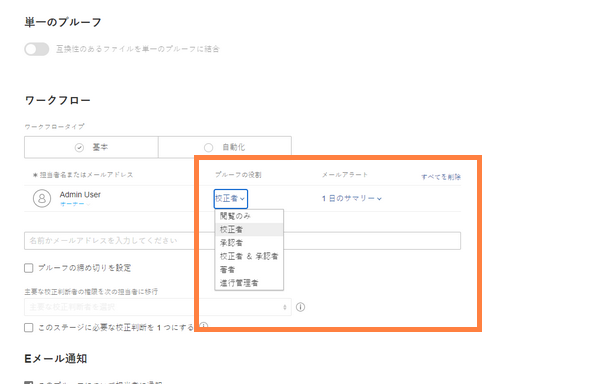 単一のプルーフ
互換性のあるファイルを単一のプルーフに結合
ワークフロー
ワークフロータイプ
基本
自動化
* 担当者名またはメールアドレス
プルーフの役割
メールアラート
すべてを削除
Admin User
オーナー
校正者
1 日のサマリー
閲覧のみ
校正者
承認者
校正者 & 承認者
著者
進行管理者
名前かメールアドレスを入力してください
プルーフの締め切りを設定
主要な校正判断者の権限を次の担当者に移行
主要な校正判断者を選択
このステージに必要な校正判断を 1 つにする
Eメール通知